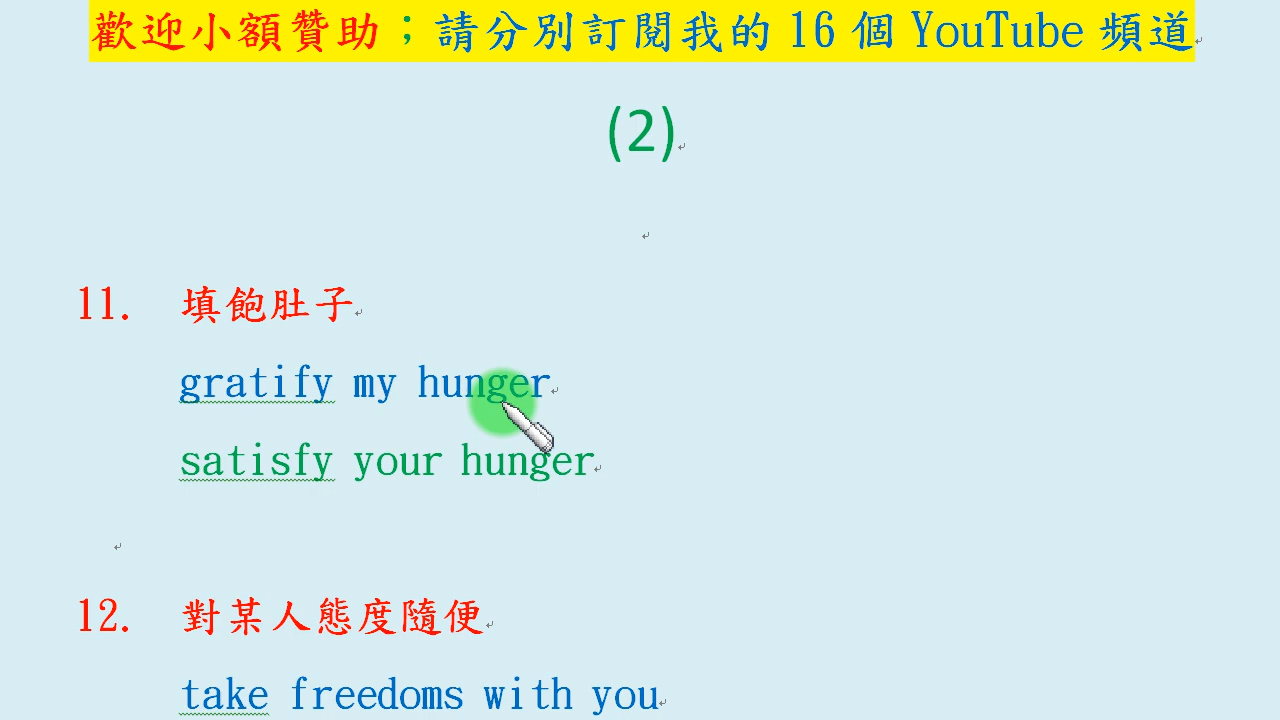 歡迎小額贊助；請分別訂閱我的 16 個 YouTube 頻道
(2)
11. 填飽肚子
gratify my hunger
satisfy your hunger
12. 對某人態度隨便
take freedoms with you